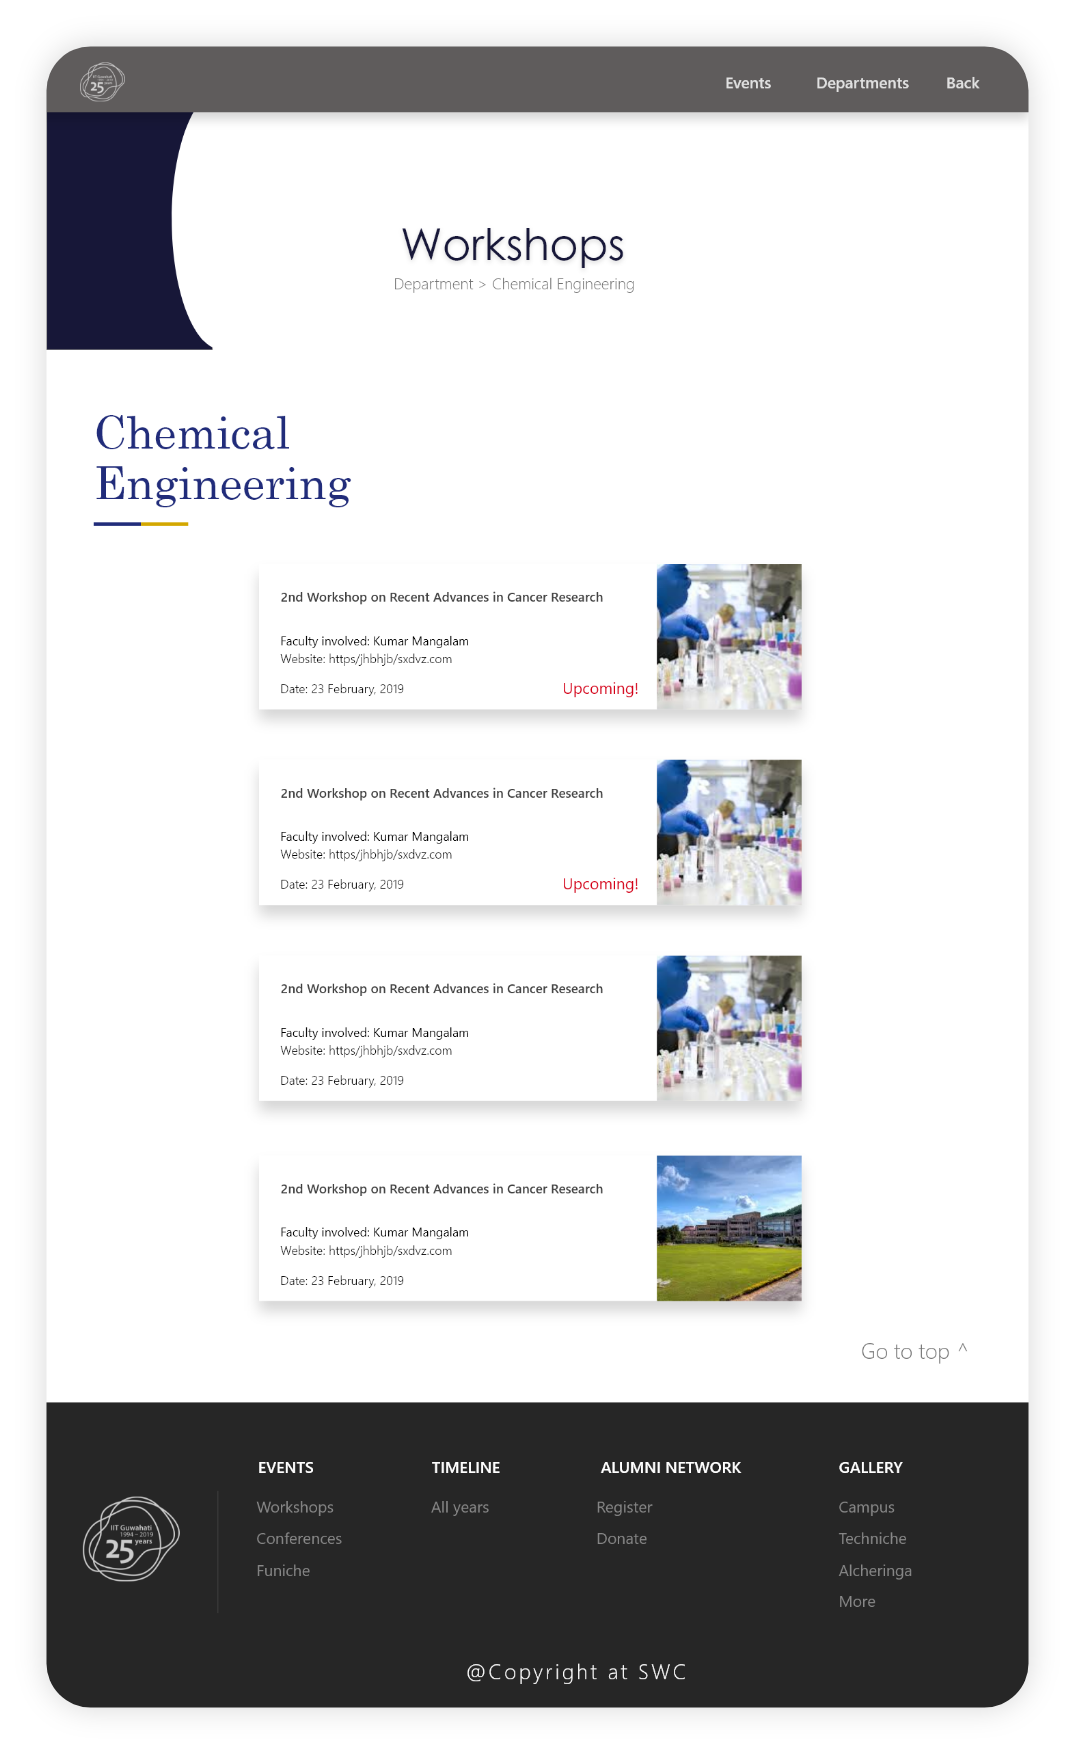 IIT Guwahati
25 years
Events Departments Back
Workshops
Department > Chemical Engineering
Chemical
Engineering
2nd Workshop on Recent Advances in Cancer Research
Faculty involved: Kumar Mangalam
Website: https/jhbhjb/sxdvz.com
Date: 23 February, 2019 Upcoming!
2nd Workshop on Recent Advances in Cancer Research
Faculty involved: Kumar Mangalam
Website: https/jhbhjb/sxdvz.com
Date: 23 February, 2019 Upcoming!
2nd Workshop on Recent Advances in Cancer Research
Faculty involved: Kumar Mangalam
Website: https/jhbhjb/sxdvz.com
Date: 23 February, 2019
2nd Workshop on Recent Advances in Cancer Research
Faculty involved: Kumar Mangalam
Website: https/jhbhjb/sxdvz.com
Date: 23 February, 2019
Go to top ^
IIT Guwahati
1994 - 2019
25 years
EVENTS
Workshops
Conferences
Funiche
TIMELINE
All years
ALUMNI NETWORK
Register
Donate
GALLERY
Campus
Techniche
Alcheringa
More
@Copyright at SWC